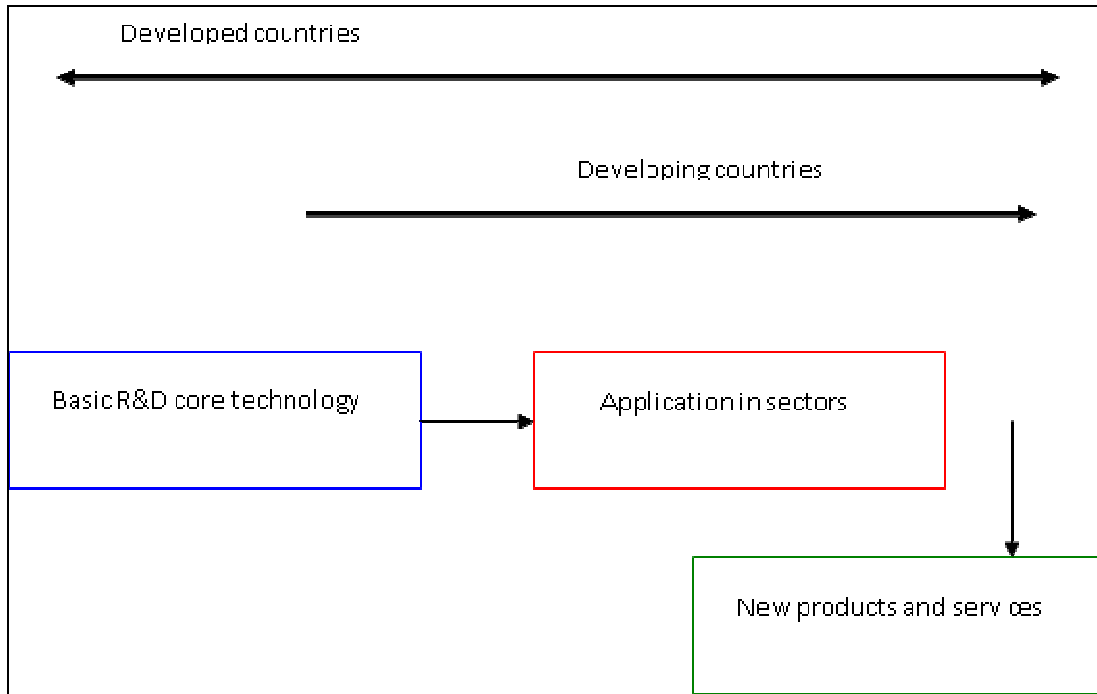 Developed countries
Developing countries
Basic R&D core technology
Application in sectors
New products and services